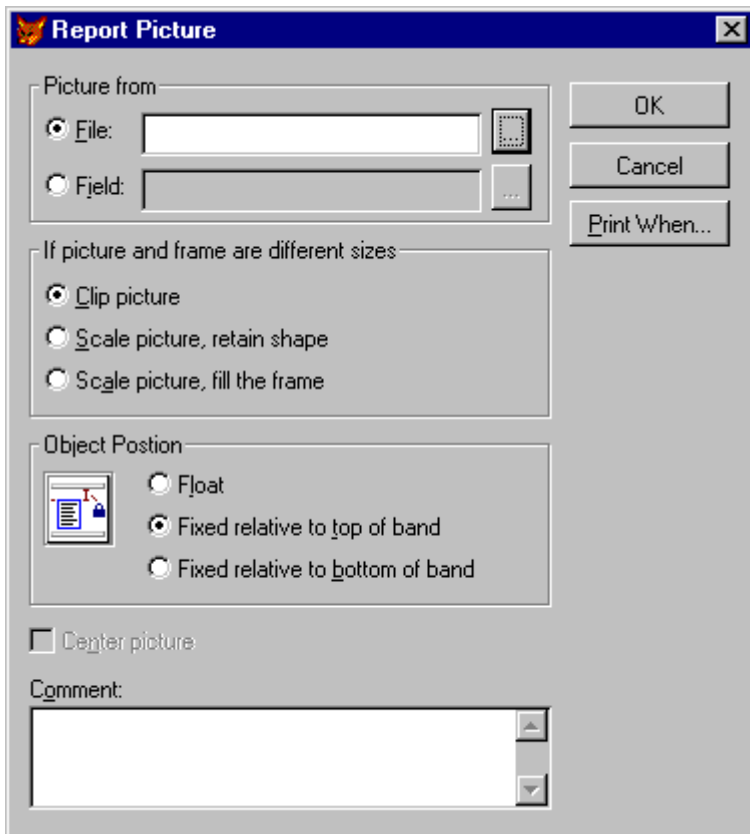 Report Picture
Picture from
File:
...
OK
Field:
...
Cancel
Print When...
If picture and frame are different sizes
Clip picture
Scale picture, retain shape
Scale picture, fill the frame
Object Postion
Float
Fixed relative to top of band
Fixed relative to bottom of band
Center picture
Comment: